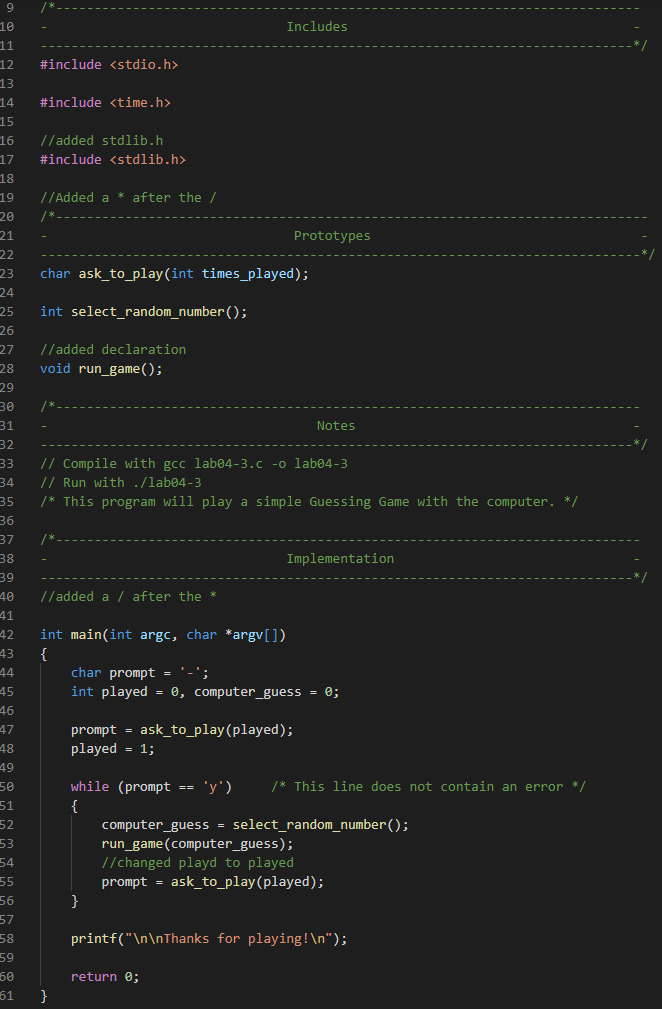 9 /*----------------------------------------------------------------------------
10 -                               Includes                                     -
11 -----------------------------------------------------------------------------*/
12 #include <stdio.h>
13
14 #include <time.h>
15
16 //added stdlib.h
17 #include <stdlib.h>
18
19 //Added a * after the /
20 /*-----------------------------------------------------------------------------
21 -                                Prototypes                                   -
22 ------------------------------------------------------------------------------*/
23 char ask_to_play(int times_played);
24
25 int select_random_number();
26
27 //added declaration
28 void run_game();
29
30 /*----------------------------------------------------------------------------
31 -                                   Notes                                    -
32 -----------------------------------------------------------------------------*/
33 // Compile with gcc lab04-3.c -o lab04-3
34 // Run with ./lab04-3
35 /* This program will play a simple Guessing Game with the computer. */
36
37 /*----------------------------------------------------------------------------
38 -                               Implementation                               -
39 -----------------------------------------------------------------------------*/
40 //added a / after the *
41
42 int main(int argc, char *argv[])
43 {
44     char prompt = '-';
45     int played = 0, computer_guess = 0;
46
47     prompt = ask_to_play(played);
48     played = 1;
49
50     while (prompt == 'y')     /* This line does not contain an error */
51     {
52         computer_guess = select_random_number();
53         run_game(computer_guess);
54         //changed playd to played
55         prompt = ask_to_play(played);
56     }
57
58     printf("\n\nThanks for playing!\n");
59
60     return 0;
61 }